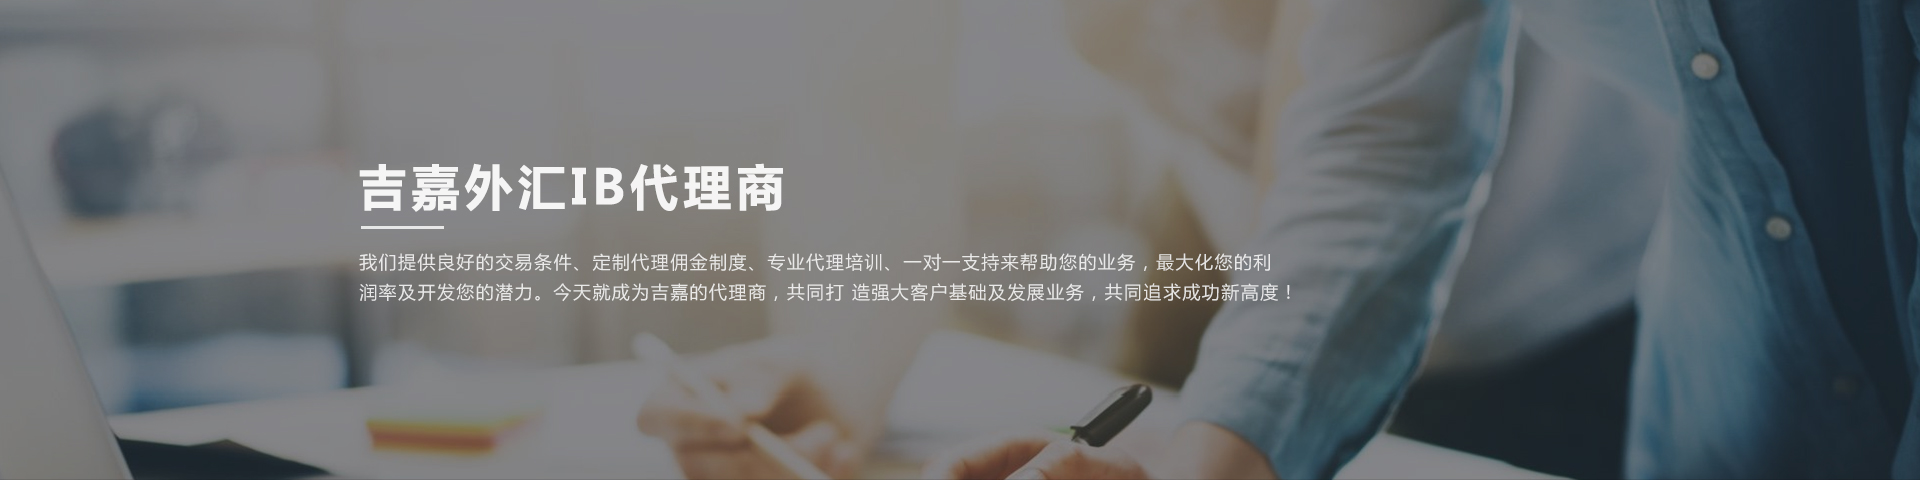 吉嘉外汇IB代理商
我们提供良好的交易条件、定制代理佣金制度、专业代理培训、一对一支持来帮助您的业务，最大化您的利
润率及开发您的潜力。今天就成为吉嘉的代理商，共同打 造强大客户基础及发展业务，共同追求成功新高度！